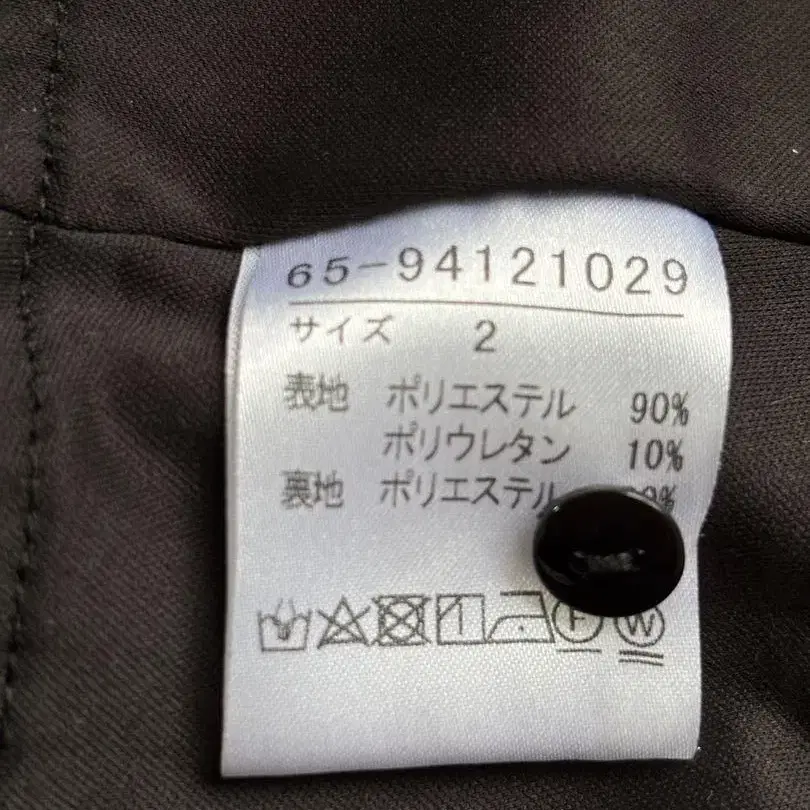 65-94121029
サイズ 2
表地 ポリエステル 90%
ポリウレタン 10%
裏地 ポリエステル
F W